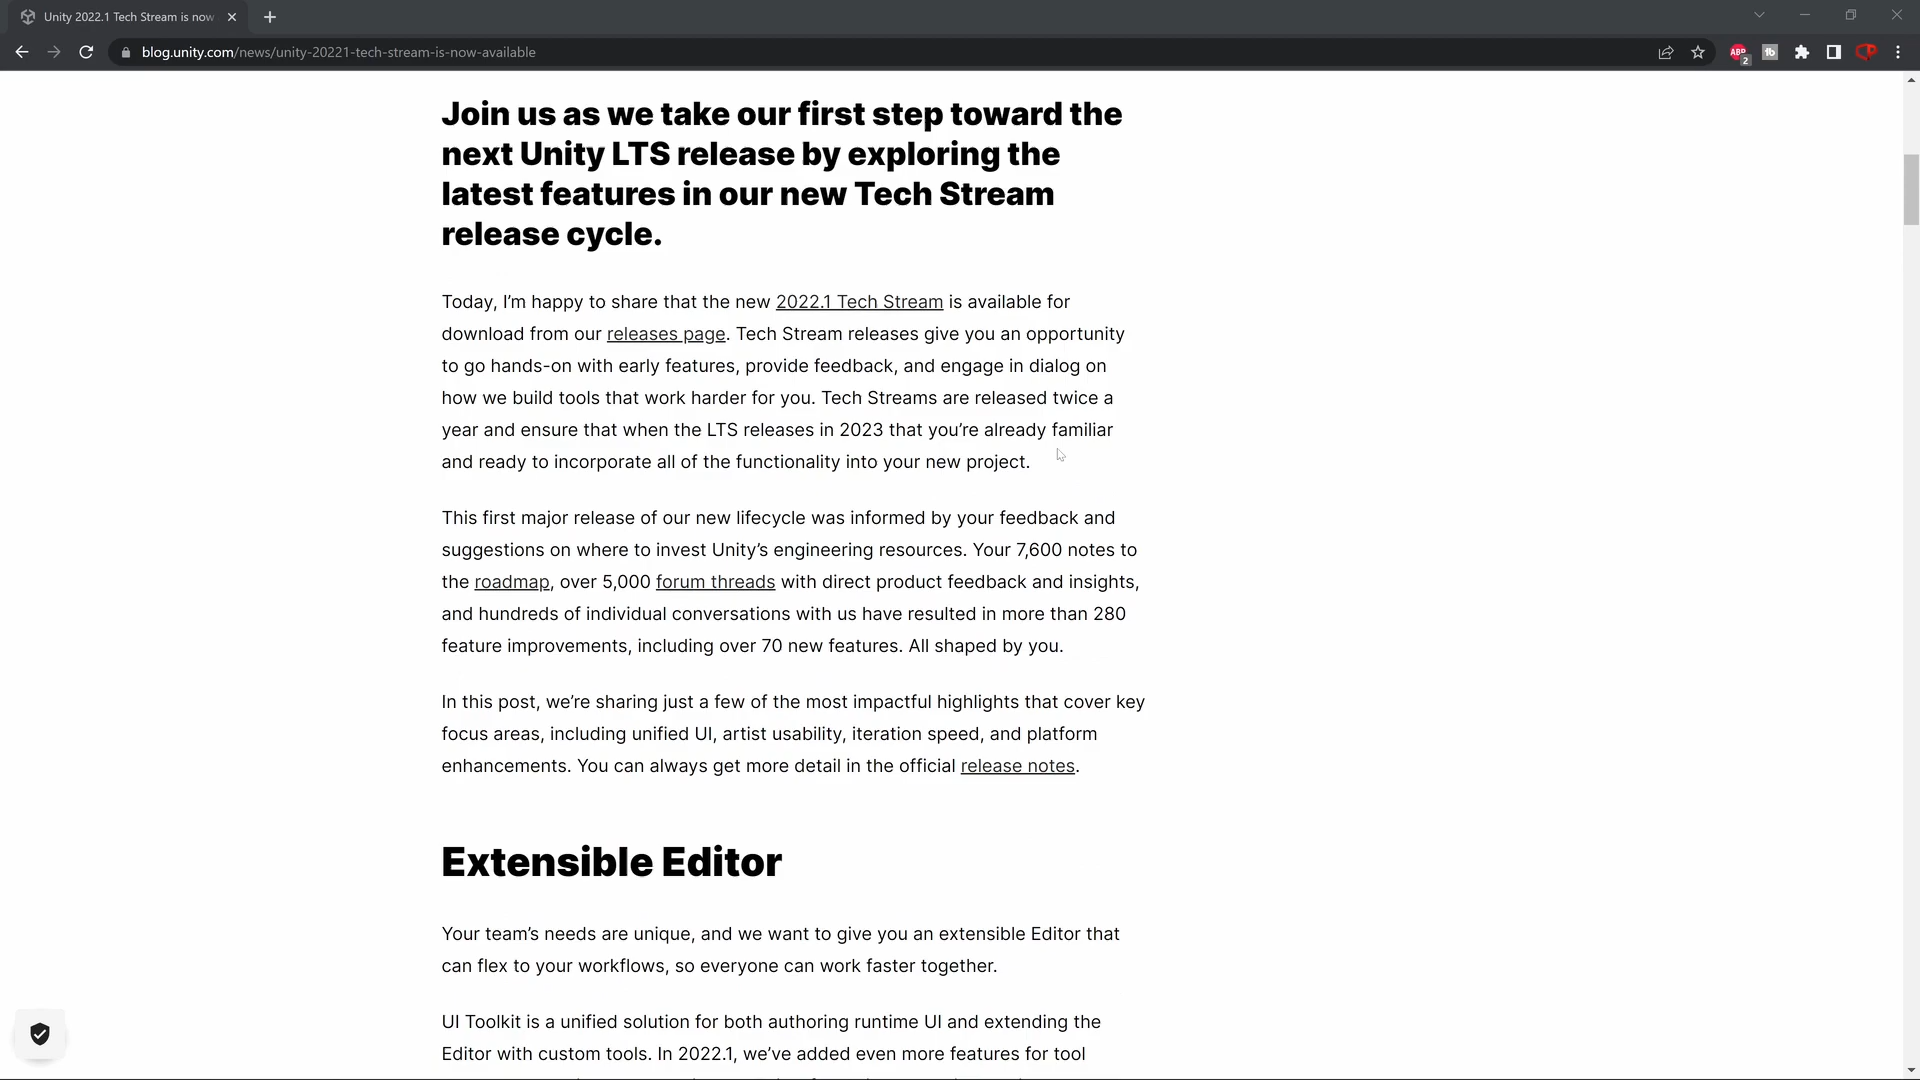 Unity 2022.1 Tech Stream is now
blog.unity.com/news/unity-20221-tech-stream-is-now-available
ABP
2
tb
Join us as we take our first step toward the
next Unity LTS release by exploring the
latest features in our new Tech Stream
release cycle.
Today, I’m happy to share that the new 2022.1 Tech Stream is available for
download from our releases page. Tech Stream releases give you an opportunity
to go hands-on with early features, provide feedback, and engage in dialog on
how we build tools that work harder for you. Tech Streams are released twice a
year and ensure that when the LTS releases in 2023 that you’re already familiar
and ready to incorporate all of the functionality into your new project.
This first major release of our new lifecycle was informed by your feedback and
suggestions on where to invest Unity’s engineering resources. Your 7,600 notes to
the roadmap, over 5,000 forum threads with direct product feedback and insights,
and hundreds of individual conversations with us have resulted in more than 280
feature improvements, including over 70 new features. All shaped by you.
In this post, we’re sharing just a few of the most impactful highlights that cover key
focus areas, including unified UI, artist usability, iteration speed, and platform
enhancements. You can always get more detail in the official release notes.
Extensible Editor
Your team’s needs are unique, and we want to give you an extensible Editor that
can flex to your workflows, so everyone can work faster together.
UI Toolkit is a unified solution for both authoring runtime UI and extending the
Editor with custom tools. In 2022.1, we’ve added even more features for tool